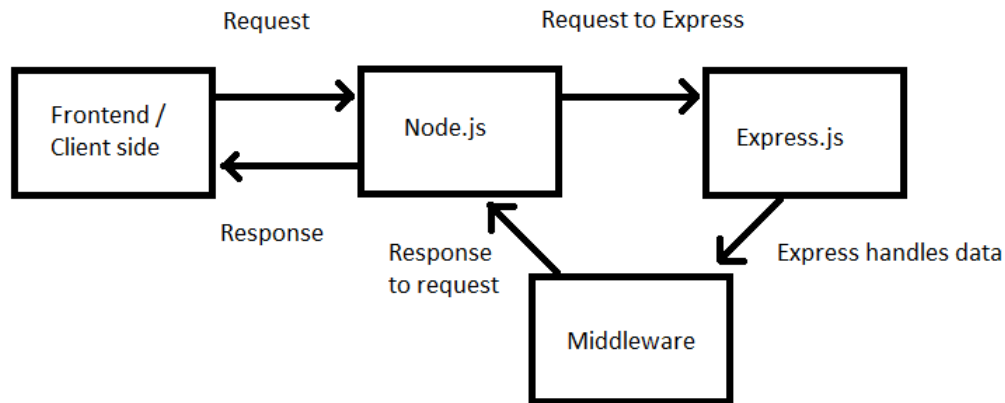 Request
Request to Express
Frontend /
Client side
Node.js
Express.js
Response
Response
to request
Express handles data
Middleware